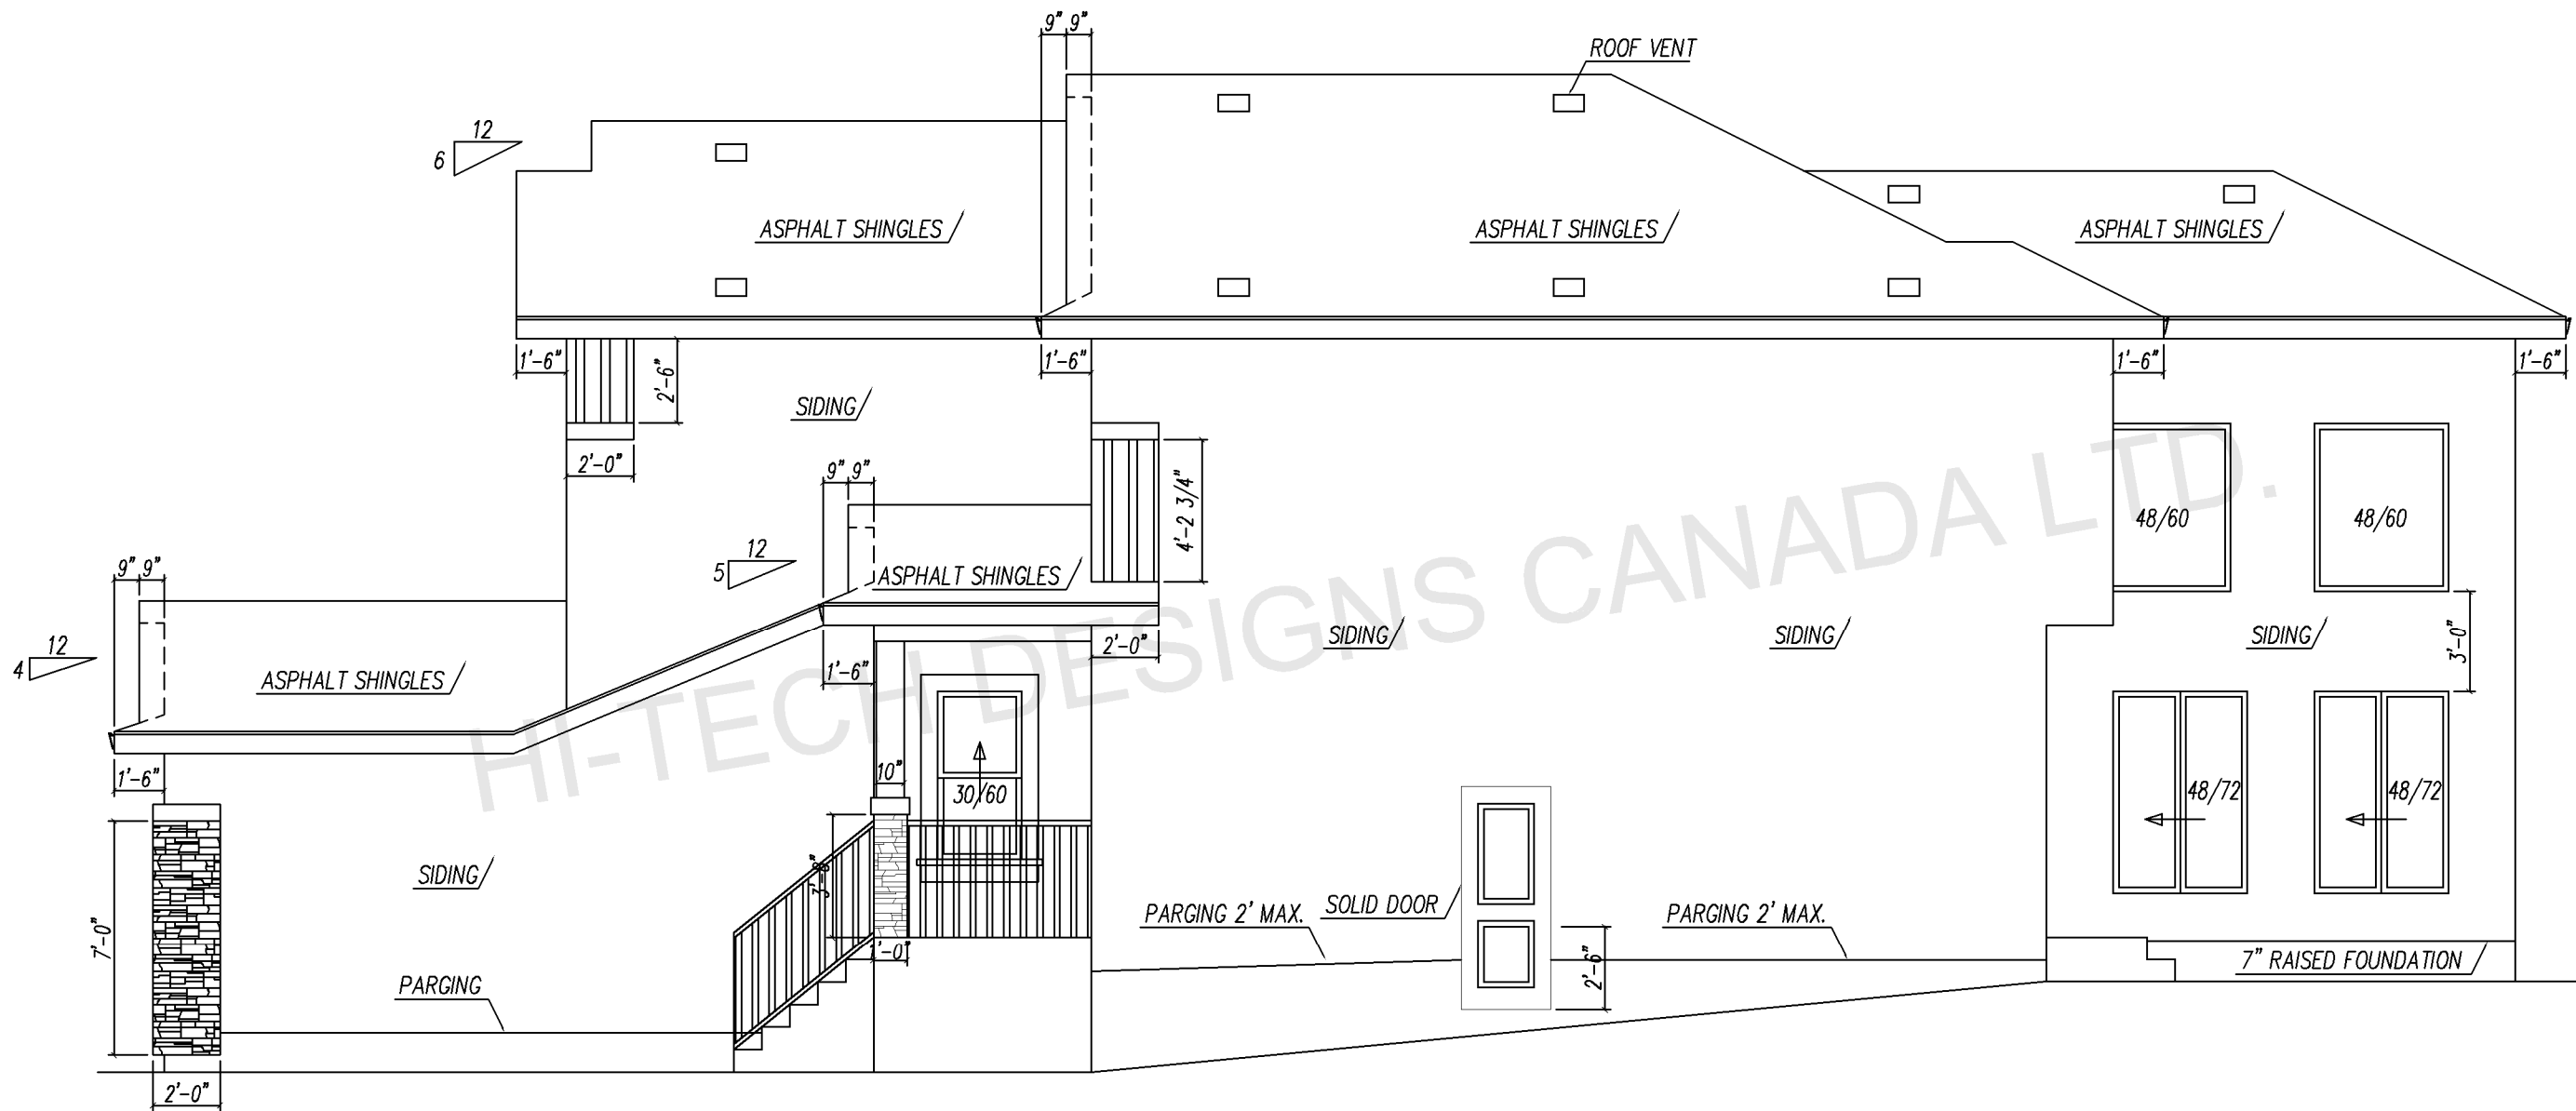 9" 9"
ROOF VENT
12
6
ASPHALT SHINGLES
ASPHALT SHINGLES
ASPHALT SHINGLES
1'-6"
2'-6"
1'-6"
1'-6"
1'-6"
SIDING
2'-0"
9" 9"
4'-2 3/4"
48/60
48/60
12
5
ASPHALT SHINGLES
9" 9"
12
4
ASPHALT SHINGLES
1'-6"
2'-0"
SIDING
SIDING
SIDING
3'-0"
HI-TECH DESIGNS CANADA LTD.
1'-6"
10"
30/60
48/72
48/72
SIDING
3'-8"
7'-0"
PARGING 2' MAX.
SOLID DOOR
PARGING 2' MAX.
1'-0"
2'-6"
7" RAISED FOUNDATION
PARGING
2'-0"